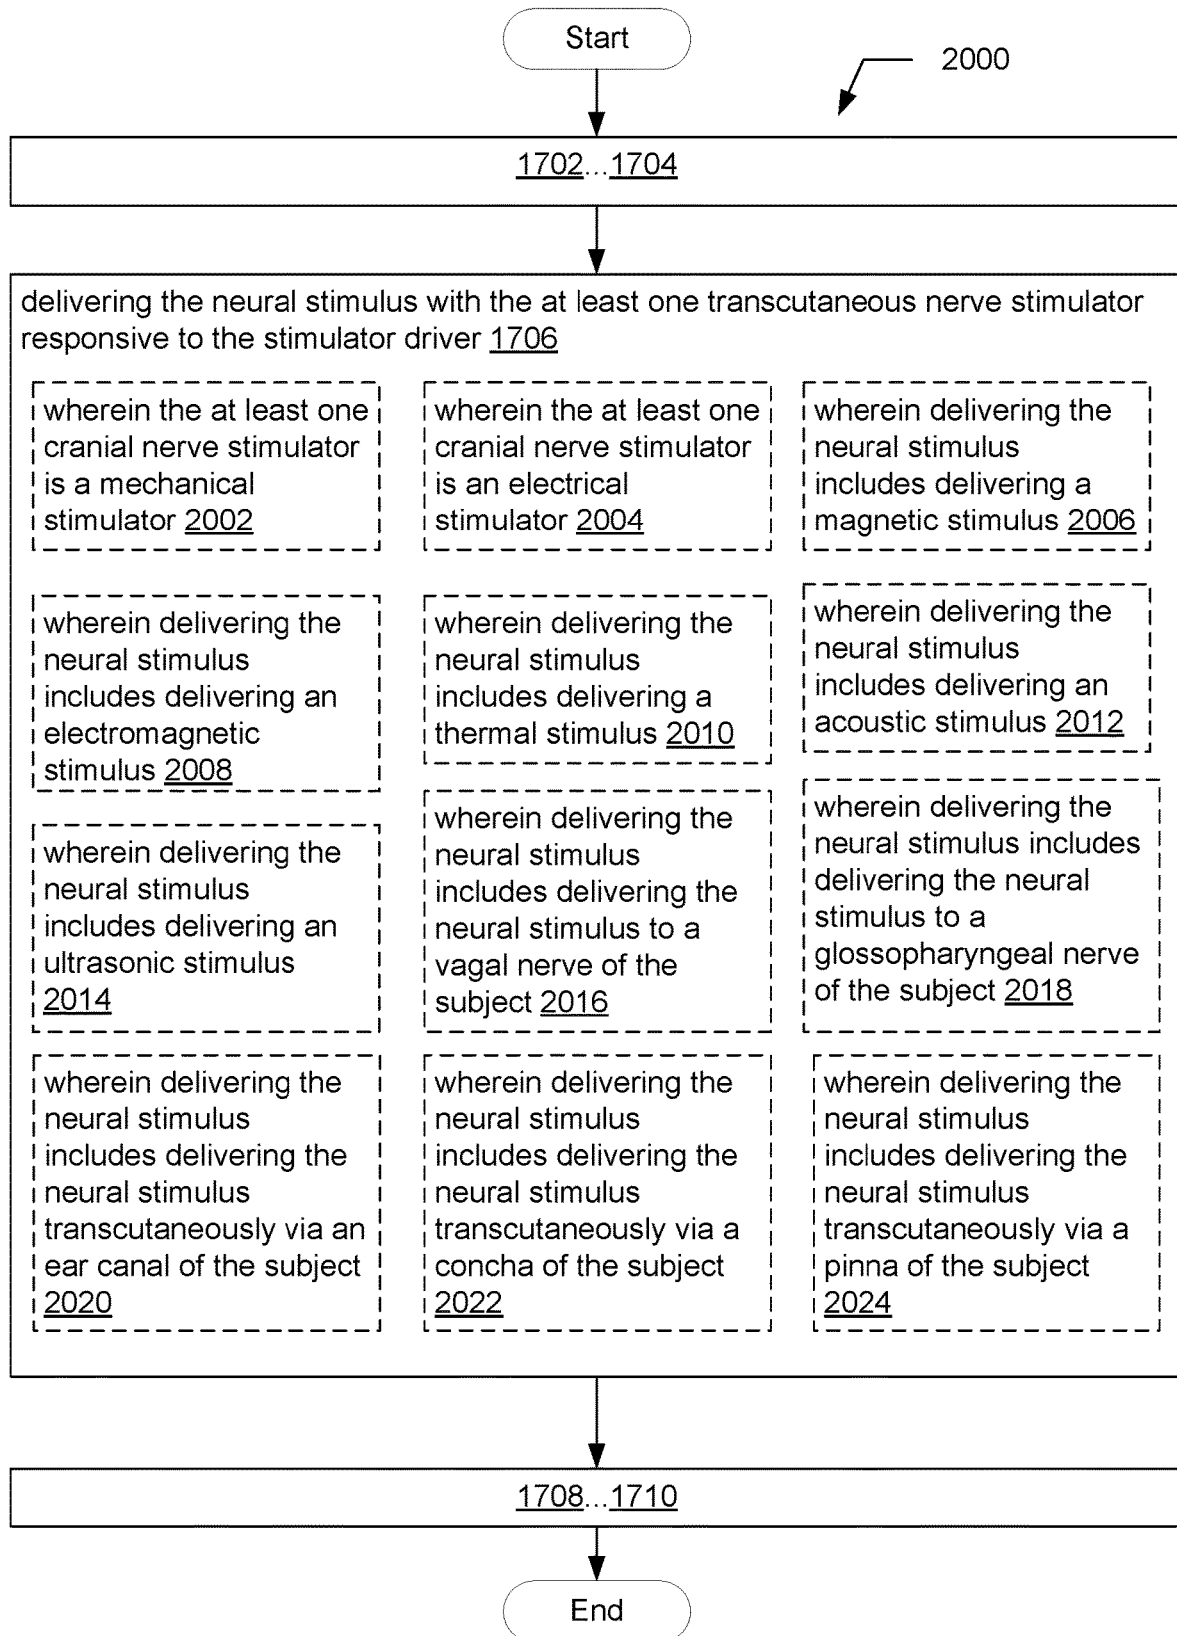 Start
2000
1702...1704
delivering the neural stimulus with the at least one transcutaneous nerve stimulator
responsive to the stimulator driver 1706
wherein the at least one
cranial nerve stimulator
is a mechanical
stimulator 2002
wherein the at least one
cranial nerve stimulator
is an electrical
stimulator 2004
wherein delivering the
neural stimulus
includes delivering a
magnetic stimulus 2006
wherein delivering the
neural stimulus
includes delivering an
electromagnetic
stimulus 2008
wherein delivering the
neural stimulus
includes delivering a
thermal stimulus 2010
wherein delivering the
neural stimulus
includes delivering an
acoustic stimulus 2012
wherein delivering the
neural stimulus
includes delivering an
ultrasonic stimulus
2014
wherein delivering the
neural stimulus
includes delivering the
neural stimulus to a
vagal nerve of the
subject 2016
wherein delivering the
neural stimulus includes
delivering the neural
stimulus to a
glossopharyngeal nerve
of the subject 2018
wherein delivering the
neural stimulus
includes delivering the
neural stimulus
transcutaneously via an
ear canal of the subject
2020
wherein delivering the
neural stimulus
includes delivering the
neural stimulus
transcutaneously via a
concha of the subject
2022
wherein delivering the
neural stimulus
includes delivering the
neural stimulus
transcutaneously via a
pinna of the subject
2024
1708...1710
End